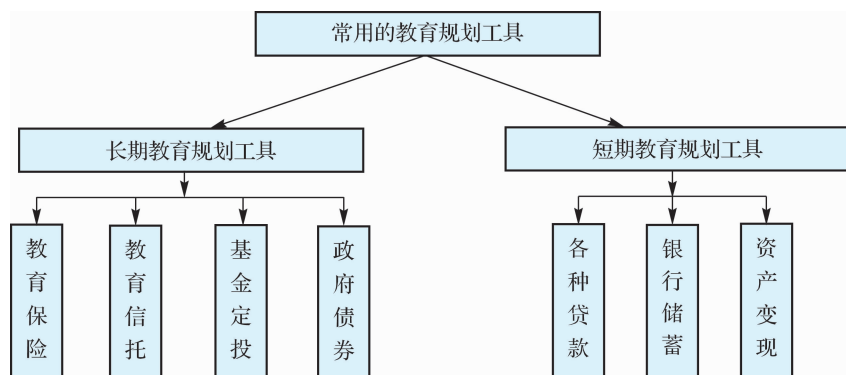 常用的教育规划工具
长期教育规划工具
短期教育规划工具
教育保险
教育信托
基金定投
政府债券
各种贷款
银行储蓄
资产变现